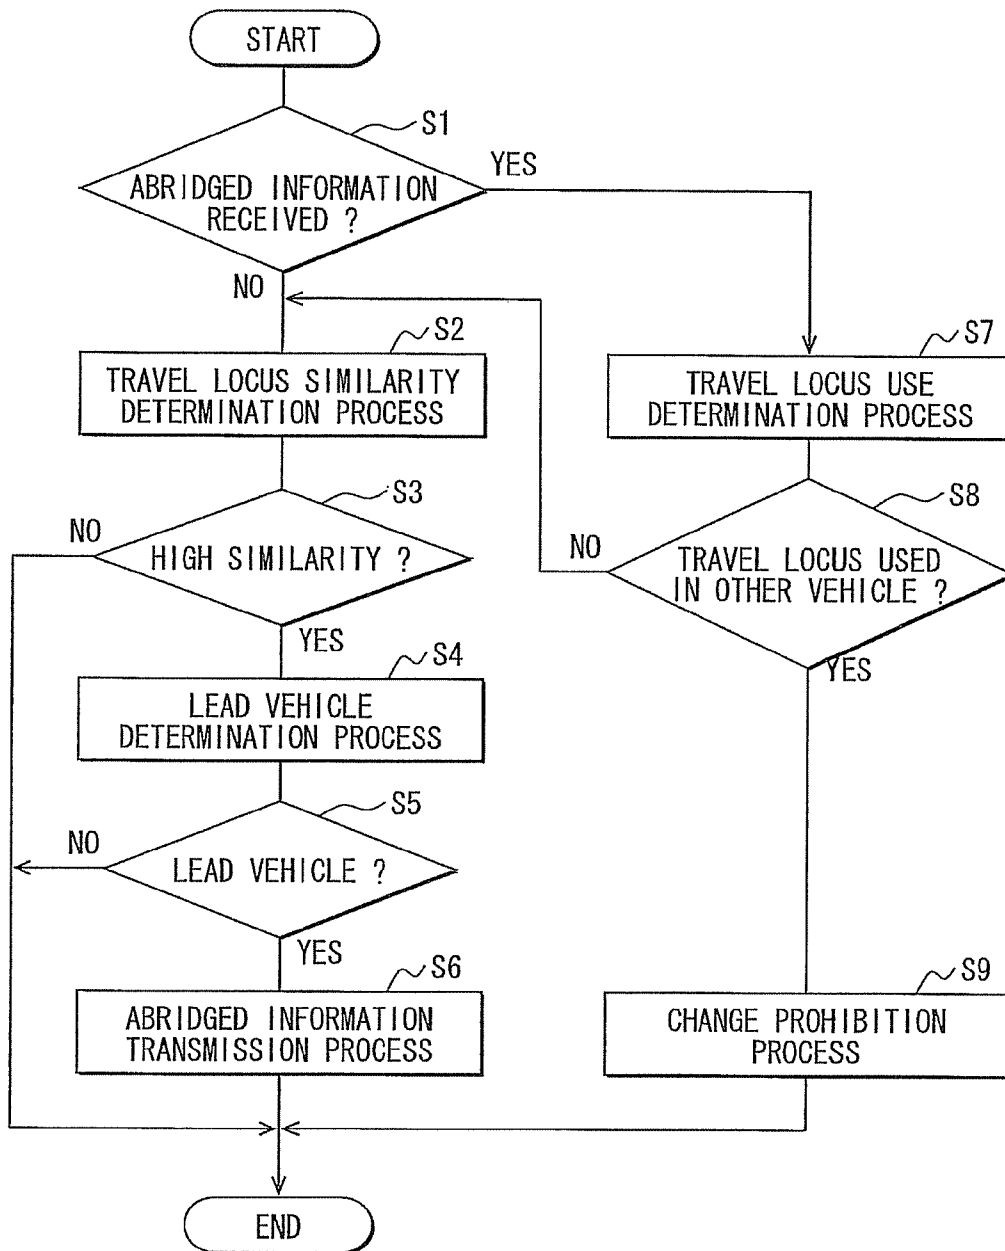 START
S1
ABRIDGED INFORMATION
RECEIVED ?
YES
NO
S2
TRAVEL LOCUS SIMILARITY
DETERMINATION PROCESS
S7
TRAVEL LOCUS USE
DETERMINATION PROCESS
S3
NO
HIGH SIMILARITY ?
YES
S8
NO
TRAVEL LOCUS USED
IN OTHER VEHICLE ?
YES
S4
LEAD VEHICLE
DETERMINATION PROCESS
S5
NO
LEAD VEHICLE ?
YES
S6
ABRIDGED INFORMATION
TRANSMISSION PROCESS
S9
CHANGE PROHIBITION
PROCESS
END